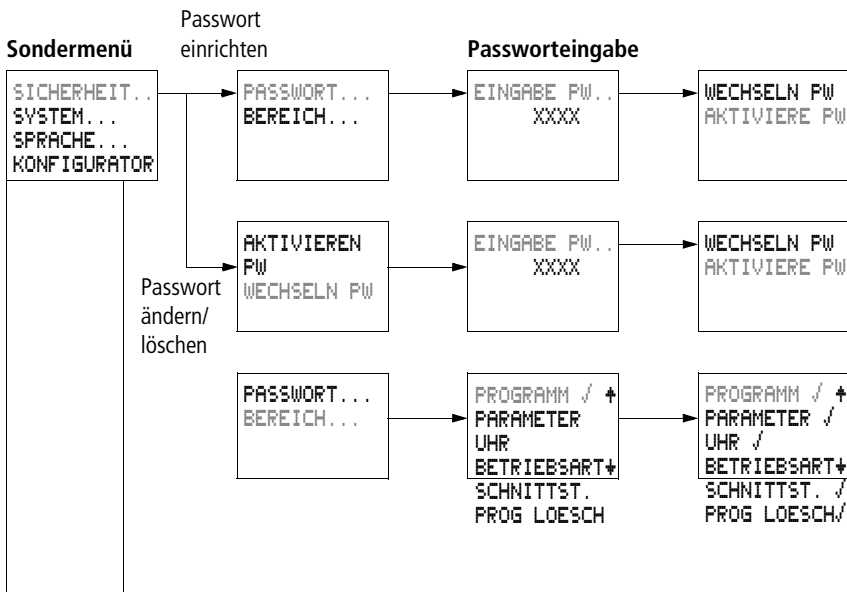 Passwort
einrichten
Sondermenü
Passworteingabe
SICHERHEIT..
SYSTEM...
SPRACHE...
KONFIGURATOR
PASSWORT...
BEREICH...
EINGABE PW..
XXXX
WECHSELN PW
AKTIVIERE PW
AKTIVIEREN
PW
WECHSELN PW
EINGABE PW..
XXXX
WECHSELN PW
AKTIVIERE PW
Passwort
ändern/
löschen
PASSWORT...
BEREICH...
PROGRAMM √ ↑
PARAMETER
UHR
BETRIEBSART↓
SCHNITTST.
PROG LOESCH
PROGRAMM √ ↑
PARAMETER √
UHR √
BETRIEBSART↓
SCHNITTST. √
PROG LOESCH√